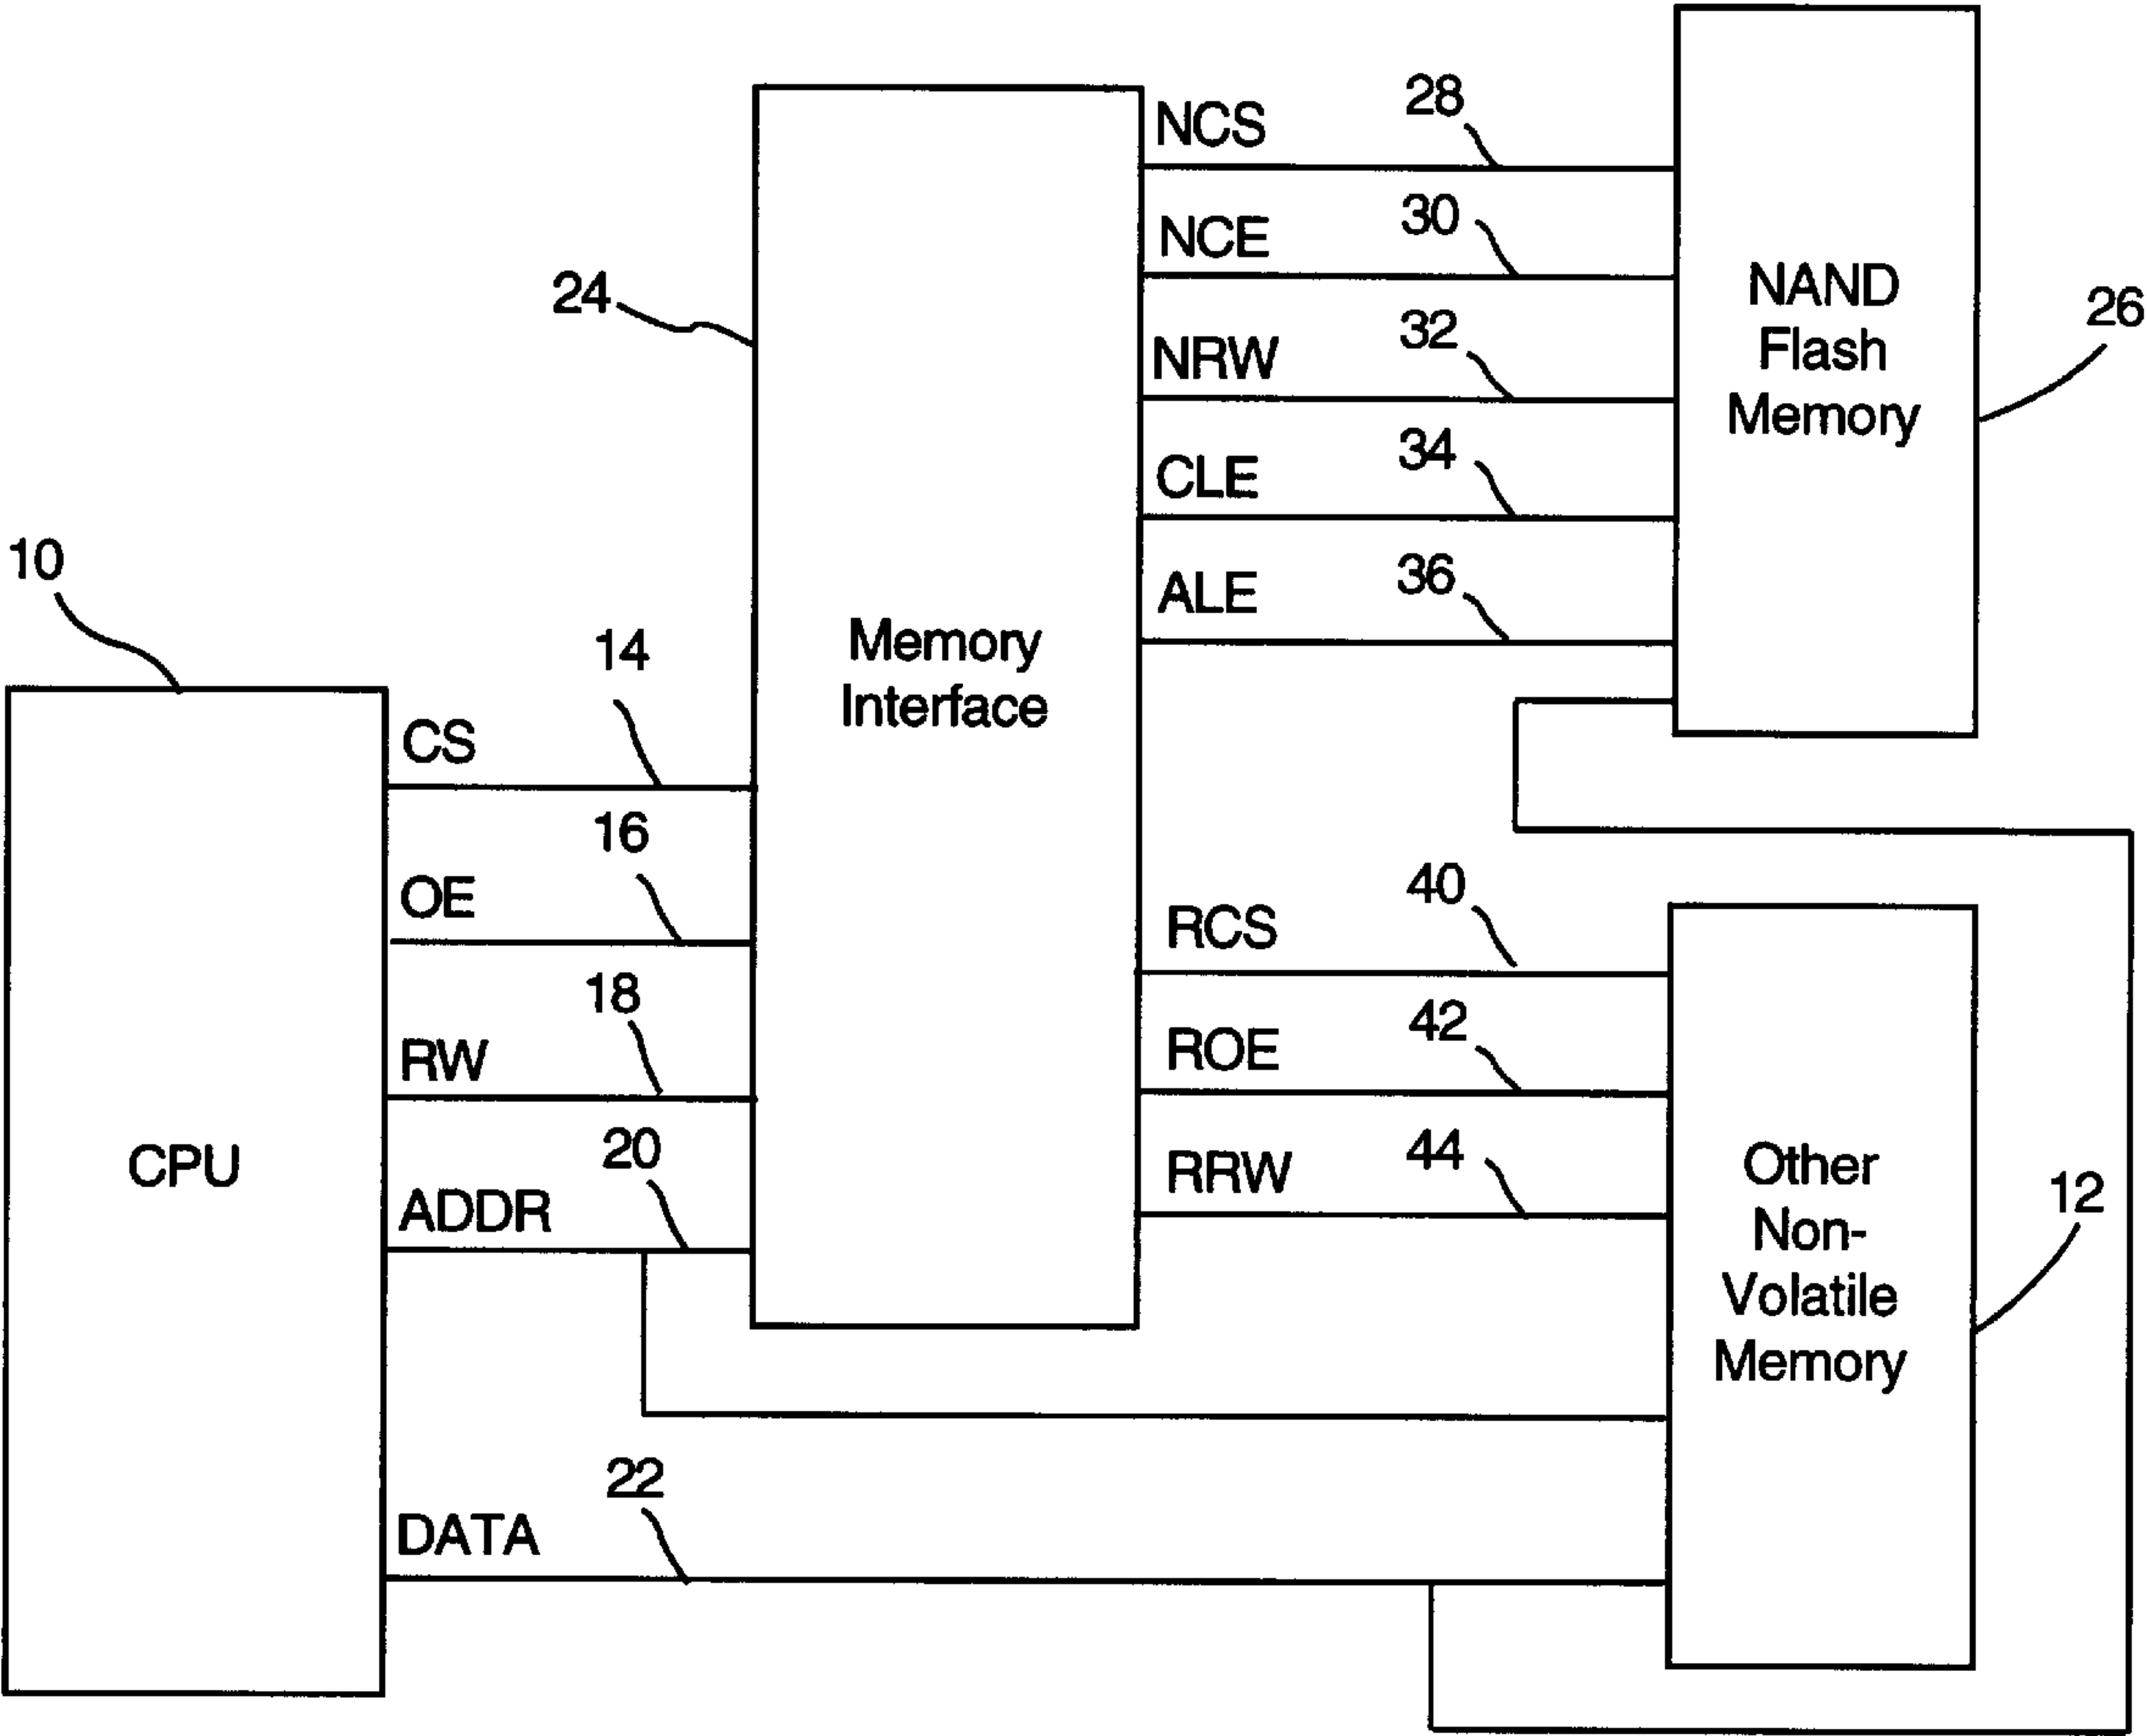 NCS
28
NCE
30
NRW
32
CLE
34
ALE
36
NAND
Flash
Memory
26
24
Memory
Interface
10
CPU
CS
14
OE
16
RW
18
ADDR
20
DATA
22
RCS
40
ROE
42
RRW
44
Other
Non-
Volatile
Memory
12